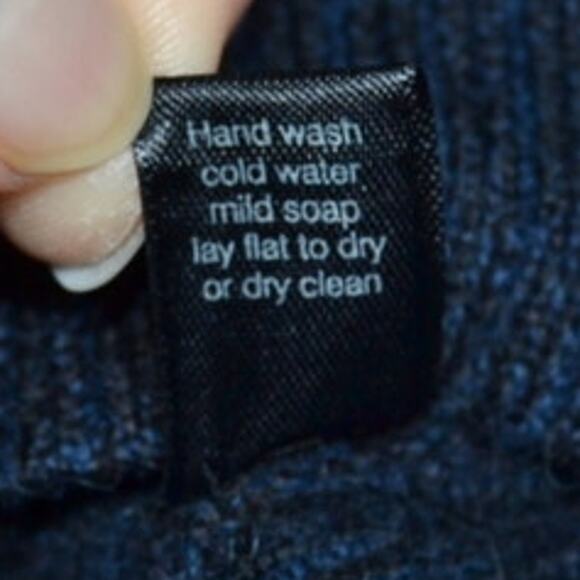 Hand wash
cold water
mild soap
lay flat to dry
or dry clean